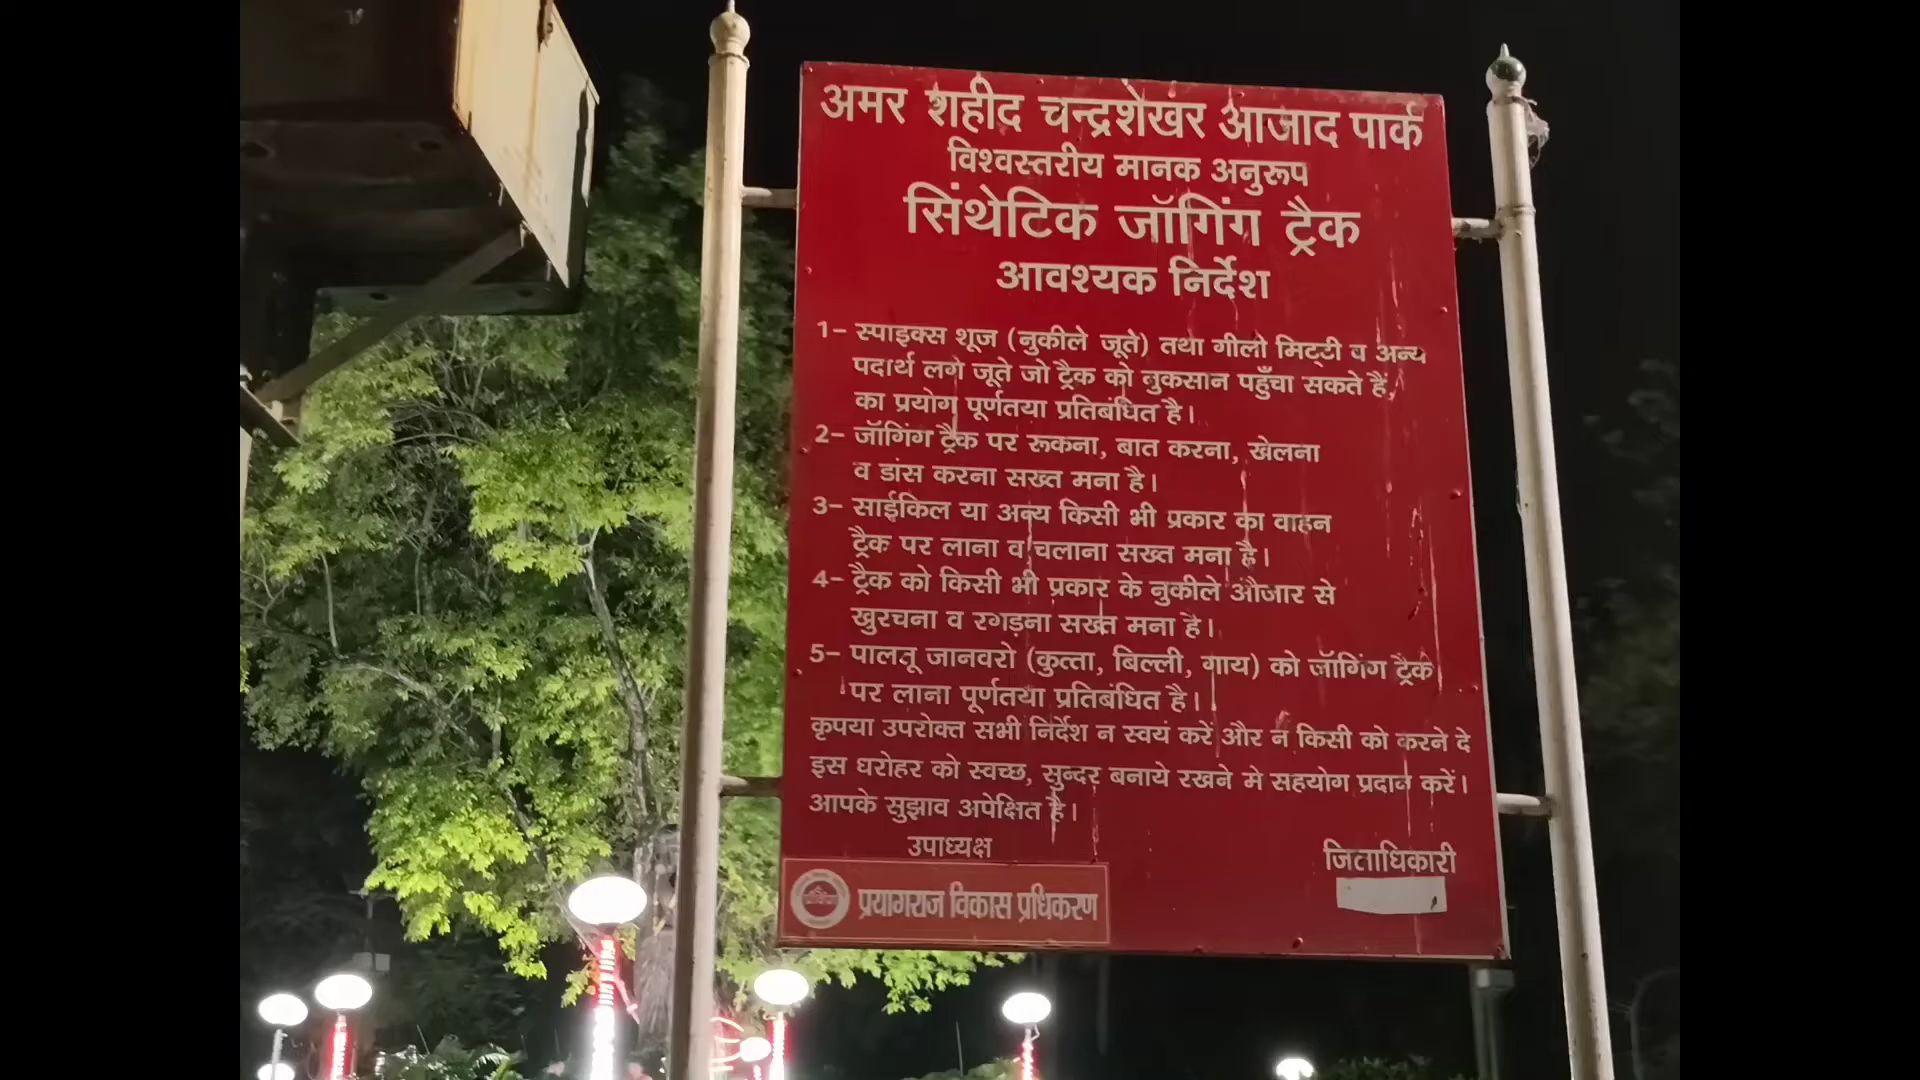 अमर शहीद चन्द्रशेखर आजाद पार्क
विश्वस्तरीय मानक अनुरूप
सिंथेटिक जॉगिंग ट्रैक
आवश्यक निर्देश
1- स्पाइक्स शूज (नुकीले जूते) तथा गीली मिट्टी व अन्य
पदार्थ लगे जूते जो ट्रैक को नुकसान पहुँचा सकते हैं,
का प्रयोग पूर्णतया प्रतिबंधित है।
2- जॉगिंग ट्रैक पर रूकना, बात करना, खेलना
व डांस करना सख्त मना है।
3- साईकिल या अन्य किसी भी प्रकार का वाहन
ट्रैक पर लाना व चलाना सख्त मना है।
4- ट्रैक को किसी भी प्रकार के नुकीले औजार से
खुरचना व रगड़ना सख्त मना है।
5- पालतू जानवरो (कुत्ता, बिल्ली, गाय) को जॉगिंग ट्रैक
पर लाना पूर्णतया प्रतिबंधित है।
कृपया उपरोक्त सभी निर्देश न स्वयं करें और न किसी को करने दे
इस धरोहर को स्वच्छ, सुन्दर बनाये रखने मे सहयोग प्रदान करें।
आपके सुझाव अपेक्षित है।
उपाध्यक्ष
जिलाधिकारी
प्रयागराज विकास प्रधिकरण